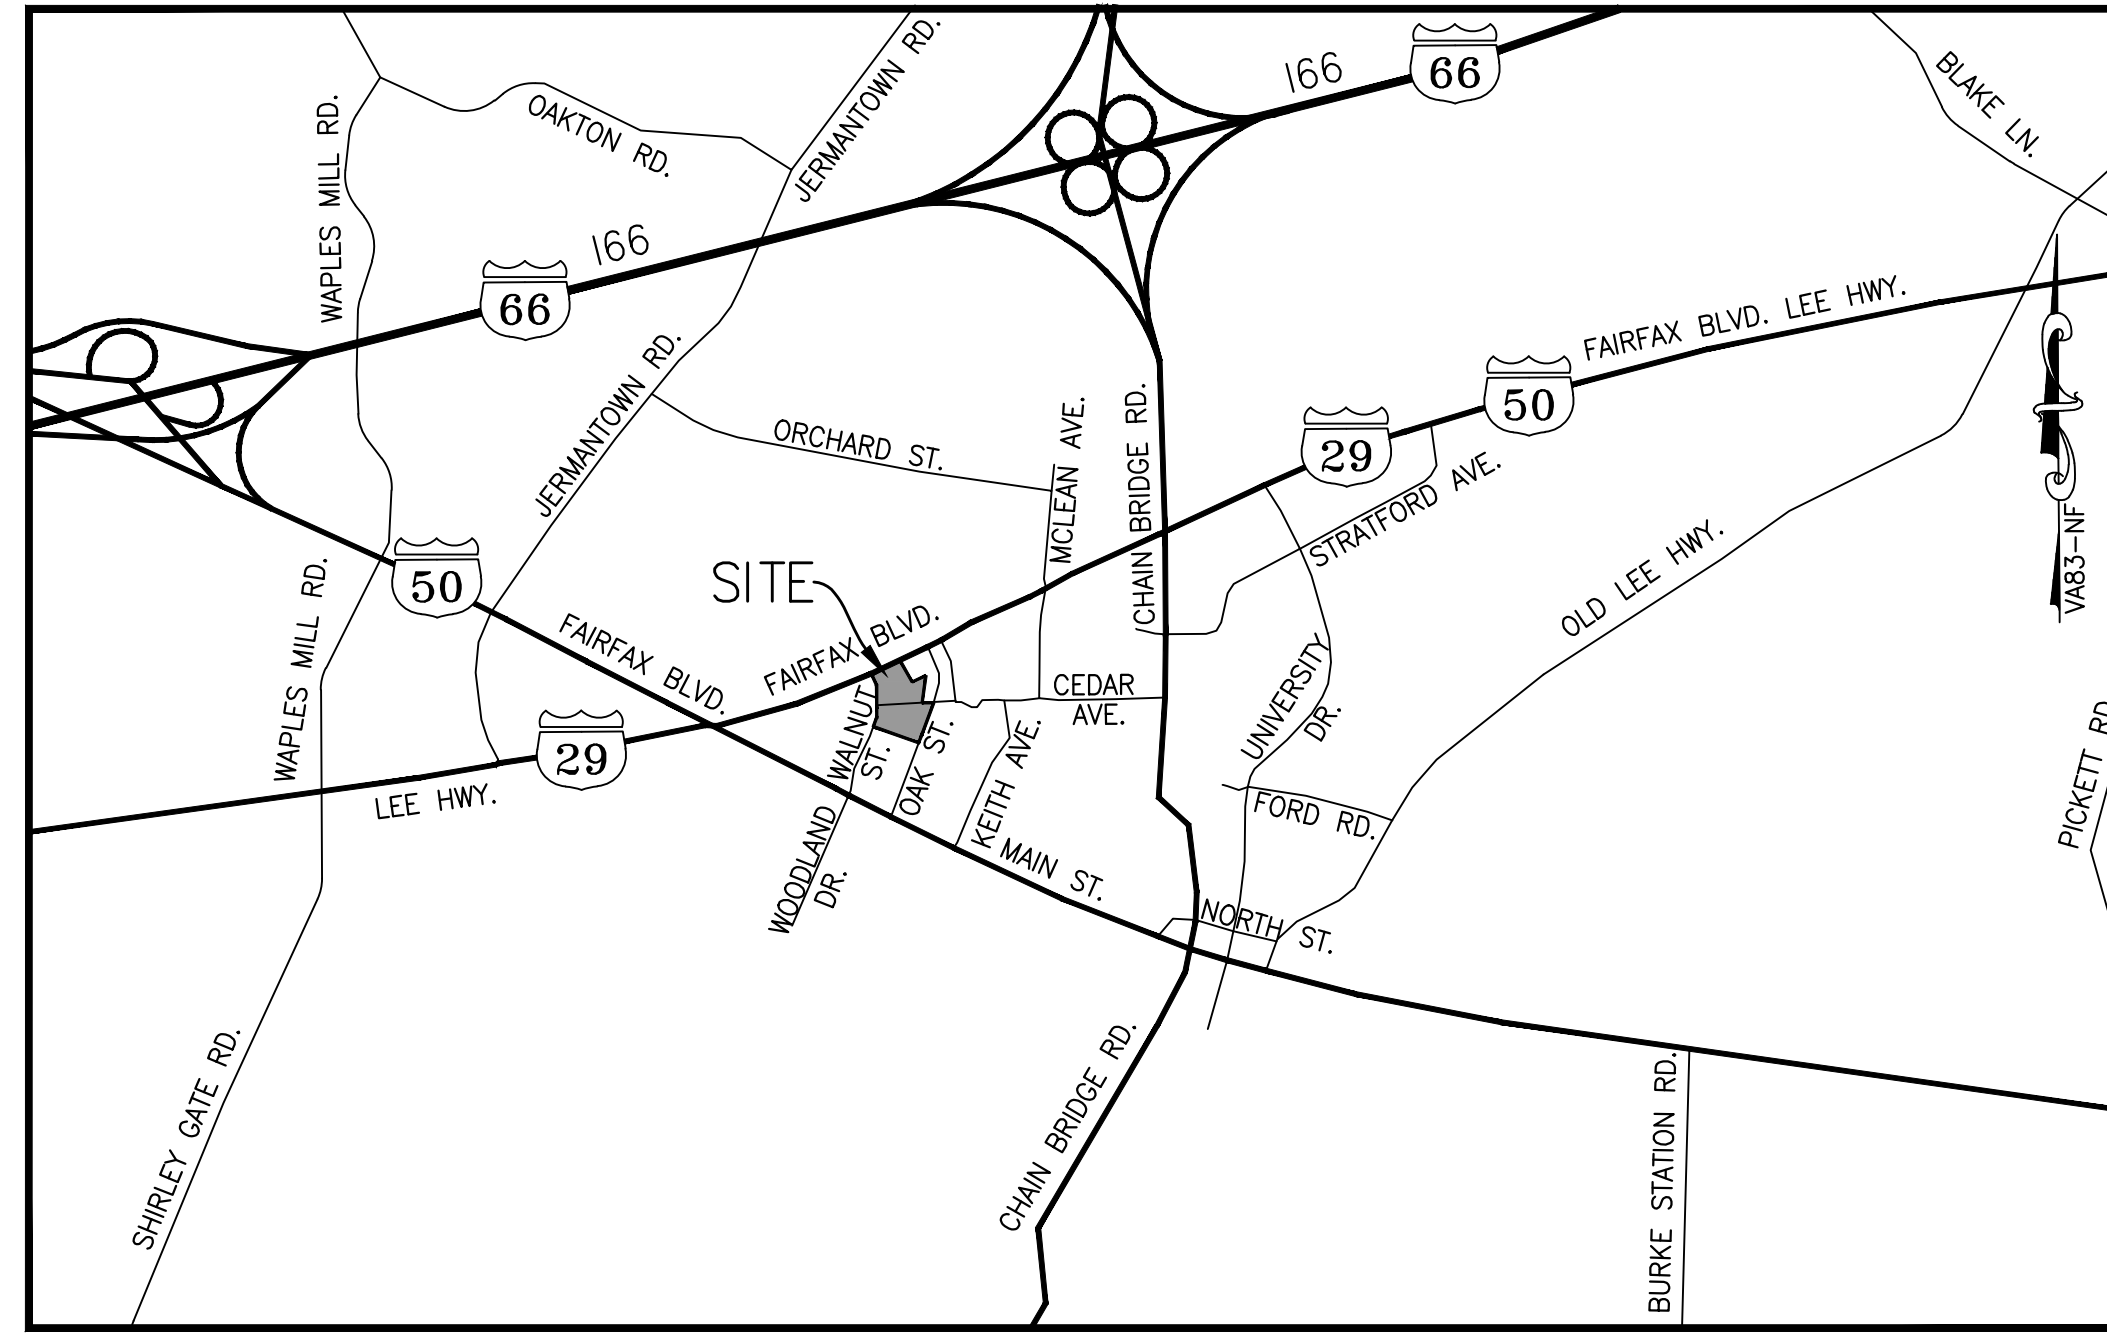 JERMANTOWN RD.
I66
66
BLAKE LN.
OAKTON RD.
WAPLES MILL RD.
I66
66
FAIRFAX BLVD. LEE HWY.
JERMANTOWN RD.
ORCHARD ST.
MCLEAN AVE.
CHAIN BRIDGE RD.
29
50
STRATFORD AVE.
OLD LEE HWY.
VA83-NF
50
SITE
WAPLES MILL RD.
FAIRFAX BLVD.
FAIRFAX BLVD.
CEDAR
AVE.
UNIVERSITY
DR.
PICKETT RD
29
LEE HWY.
WALNUT
ST.
OAK ST.
KEITH AVE.
FORD RD.
WOODLAND
DR.
MAIN ST.
NORTH ST.
SHIRLEY GATE RD.
CHAIN BRIDGE RD.
BURKE STATION RD.